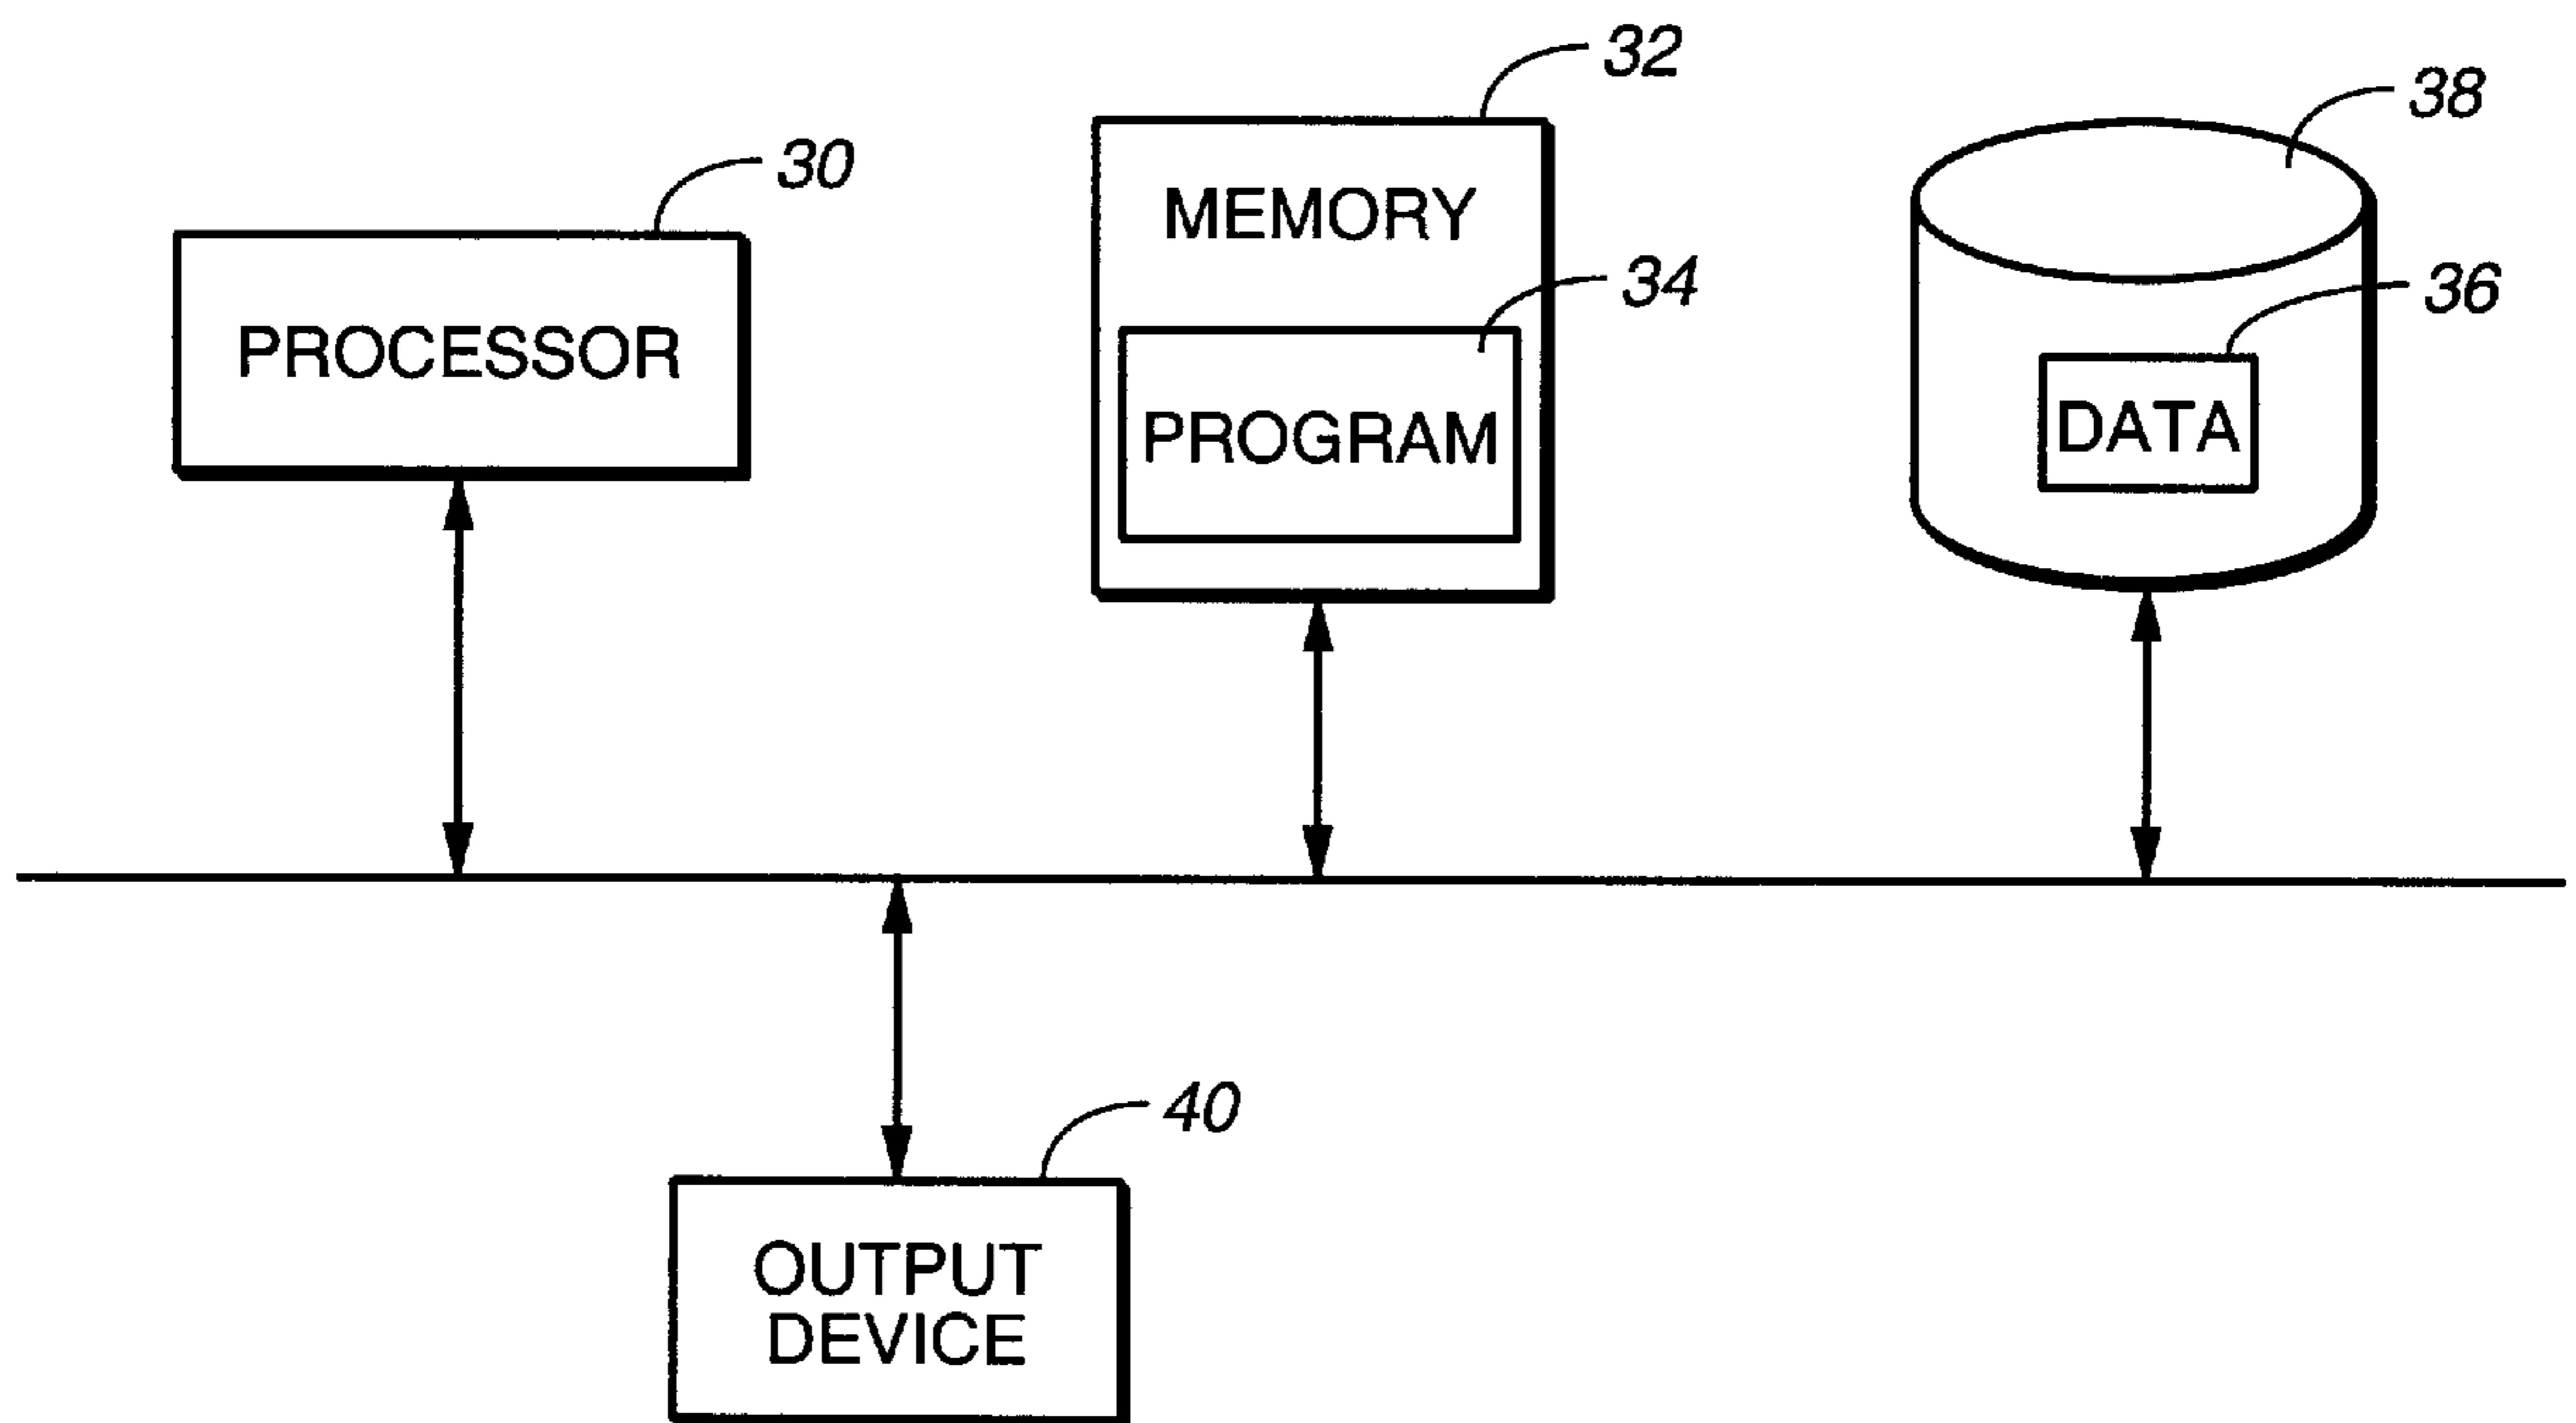 32
38
30
MEMORY
34
36
PROCESSOR
PROGRAM
DATA
40
OUTPUT
DEVICE